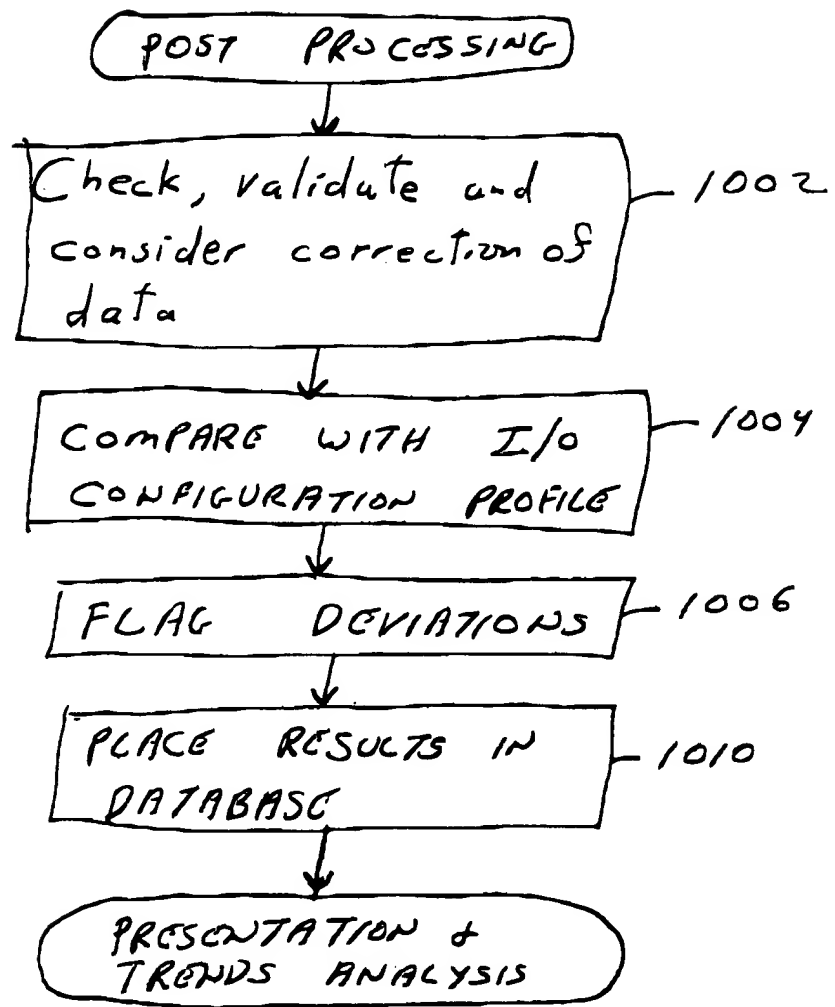 POST PROCESSING
Check, validate and
consider correction of
data
1002
COMPARE WITH I/O
CONFIGURATION PROFILE
1004
FLAG DEVIATIONS
1006
PLACE RESULTS IN
DATABASE
1010
PRESENTATION &
TRENDS ANALYSIS